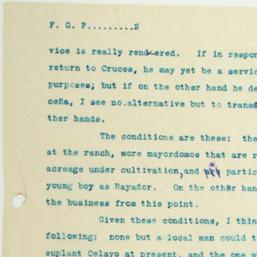 F. G. P.........2
vice is really rendered. If in respon
return to Cruces, he may yet be a servic
purposes; but if on the other hand he de
ceña, I see no alternative but to transf
ther hands.
The conditions are these: the
at the ranch, more mayordomos that are r
acreage under cultivation, and partic
young boy as Rayador. On the other han
the business from this point.
Given these conditions, I thin
following: none but a local man could t
suplant Celayo at present, and the one w